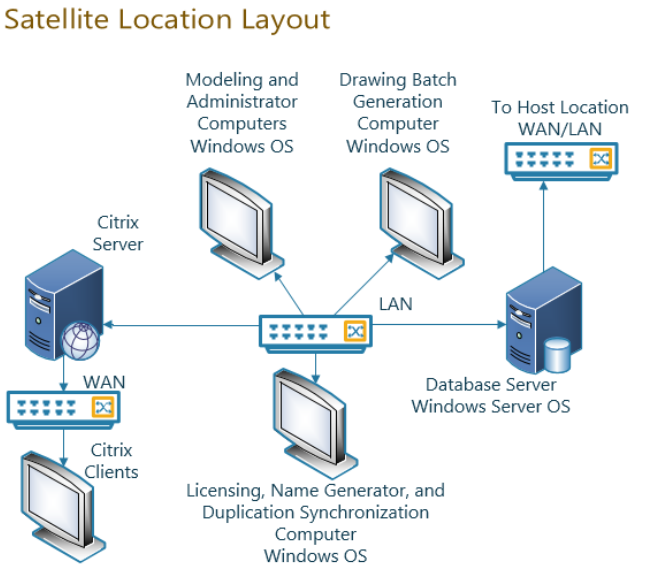 Satellite Location Layout
Modeling and
Administrator
Computers
Windows OS
Drawing Batch
Generation
Computer
Windows OS
To Host Location
WAN/LAN
Citrix
Server
LAN
WAN
Database Server
Windows Server OS
Citrix
Clients
Licensing, Name Generator, and
Duplication Synchronization
Computer
Windows OS